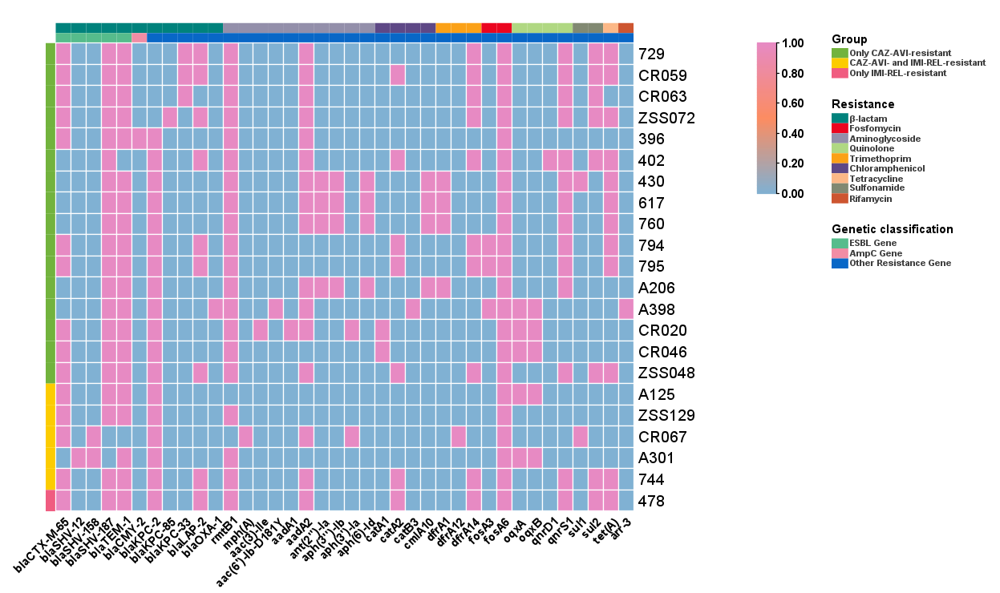 729
CR059
CR063
ZSS072
396
402
430
617
760
794
795
A206
A398
CR020
CR046
ZSS048
A125
ZSS129
CR067
A301
744
478
blaCTX-M-65
blaSHV-12
blaSHV-158
blaSHV-187
blaTEM-1
blaCMY-2
blaKPC-2
blaKPC-85
blaKPC-33
blaLAP-2
blaOXA-1
rmtB1
mph(A)
aac(3)-IIe
aac(6')-Ib-D181Y
aadA1
aadA2
ant(2'')-Ia
aph(3'')-Ib
aph(3')-Ia
aph(6)-Id
catA1
catA2
catB3
cmlA10
dfrA1
dfrA12
dfrA14
fosA3
fosA6
oqxA
oqxB
qnrD1
qnrS1
sul1
sul2
tet(A)
arr-3
1.00
0.80
0.60
0.40
0.20
0.00
Group
Only CAZ-AVI-resistant
CAZ-AVI- and IMI-REL-resistant
Only IMI-REL-resistant
Resistance
β-lactam
Fosfomycin
Aminoglycoside
Quinolone
Trimethoprim
Chloramphenicol
Tetracycline
Sulfonamide
Rifamycin
Genetic classification
ESBL Gene
AmpC Gene
Other Resistance Gene